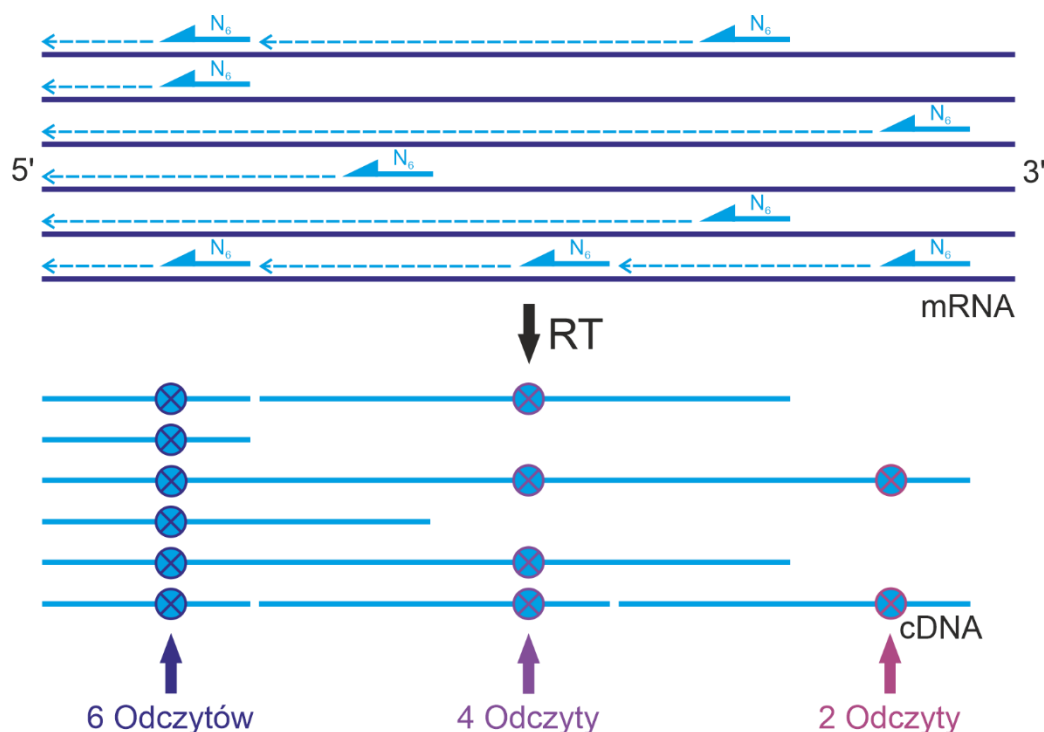 N₆ N₆
N₆
N₆
5' N₆ 3'
N₆
N₆ N₆ N₆
mRNA
RT
cDNA
6 Odczytów 4 Odczyty 2 Odczyty